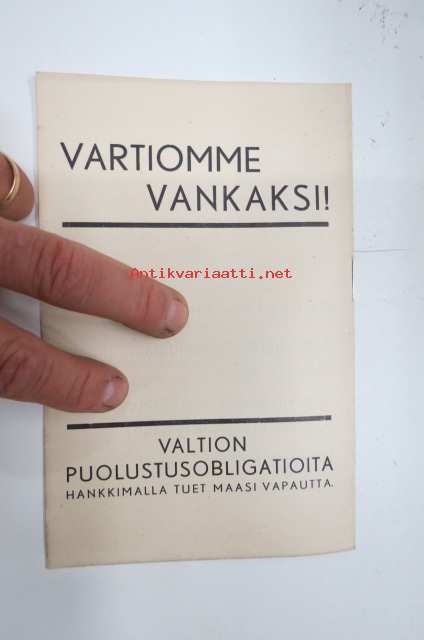 VARTIOMME
VANKAKSI!
Antikvariaatti.net
VALTION
PUOLUSTUSOBLIGATIOITA
HANKKIMALLA TUET MAASI VAPAUTTA.